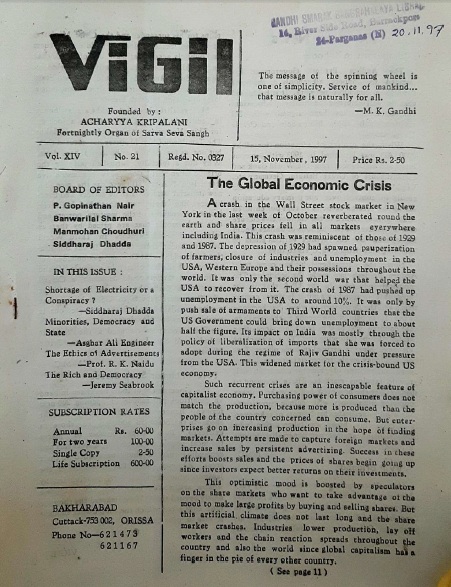 GANDHI SMARAK LIBRARY
14, River Side Road, Barrackpore
24-Parganas (N) 20.11.97
ViGil
Founded by :
ACHARYYA KRIPALANI
Fortnightly Organ of Sarva Seva Sangh
The message of the spinning wheel is
one of simplicity. Service of mankind...
that message is naturally for all.
—M. K. Gandhi
Vol. XIV No. 21 Regd. No. 0327 15, November, 1997 Price Rs. 2-50
BOARD OF EDITORS
P. Gopinathan Nair
Banwarilal Sharma
Manmohan Choudhuri
Siddharaj Dhadda
IN THIS ISSUE :
Shortage of Electricity or a
Conspiracy ?
—Siddharaj Dhadda
Minorities, Democracy and
State
—Asghar Ali Engineer
The Ethics of Advertisements
—Prof. R. K. Naidu
The Rich and Democracy
—Jeremy Seabrook
SUBSCRIPTION RATES
Annual Rs. 60-00
For two years 100-00
Single Copy 2-50
Life Subscription 600-00
BAKHARABAD
Cuttack-753 002, ORISSA
Phone No—621473
621167
The Global Economic Crisis
A crash in the Wall Street stock market in New
York in the last week of October reverberated round the
earth and share prices fell in all markets everywhere
including India. This crash was reminiscent of those of 1929
and 1987. The depression of 1929 had spawned pauperization
of farmers, closure of industries and unemployment in the
USA, Western Europe and their possessions throughout the
world. It was only the second world war that helped the
USA to recover from it. The crash of 1987 had pushed up
unemployment in the USA to around 10%. It was only by
push sale of armaments to Third World countries that the
US Government could bring down unemployment to about
half the figure. Its impact on India was mostly through the
policy of liberalization of imports that she was forced to
adopt during the regime of Rajiv Gandhi under pressure
from the USA. This widened market for the crisis-bound US
economy.
Such recurrent crises are an inescapable feature of
capitalist economy. Purchasing power of consumers does not
match the production, because more is produced than the
people of the country concerned can consume. But enter-
prises go on increasing production in the hope of finding
markets. Attempts are made to capture foreign markets and
increase sales by persistent advertising. Success in these
efforts boost sales and the prices of shares begin going up
since investors expect better returns on their investments.
This optimistic mood is boosted by speculators
on the share markets who want to take advantage of the
mood to make large profits by buying and selling shares. But
this artificial climate does not last long and the share
market crashes. Industries lower production, lay off
workers and the chain reaction spreads throughout the
country and also the world since global capitalism has a
finger in the pie of every other country.
( See page 11 )